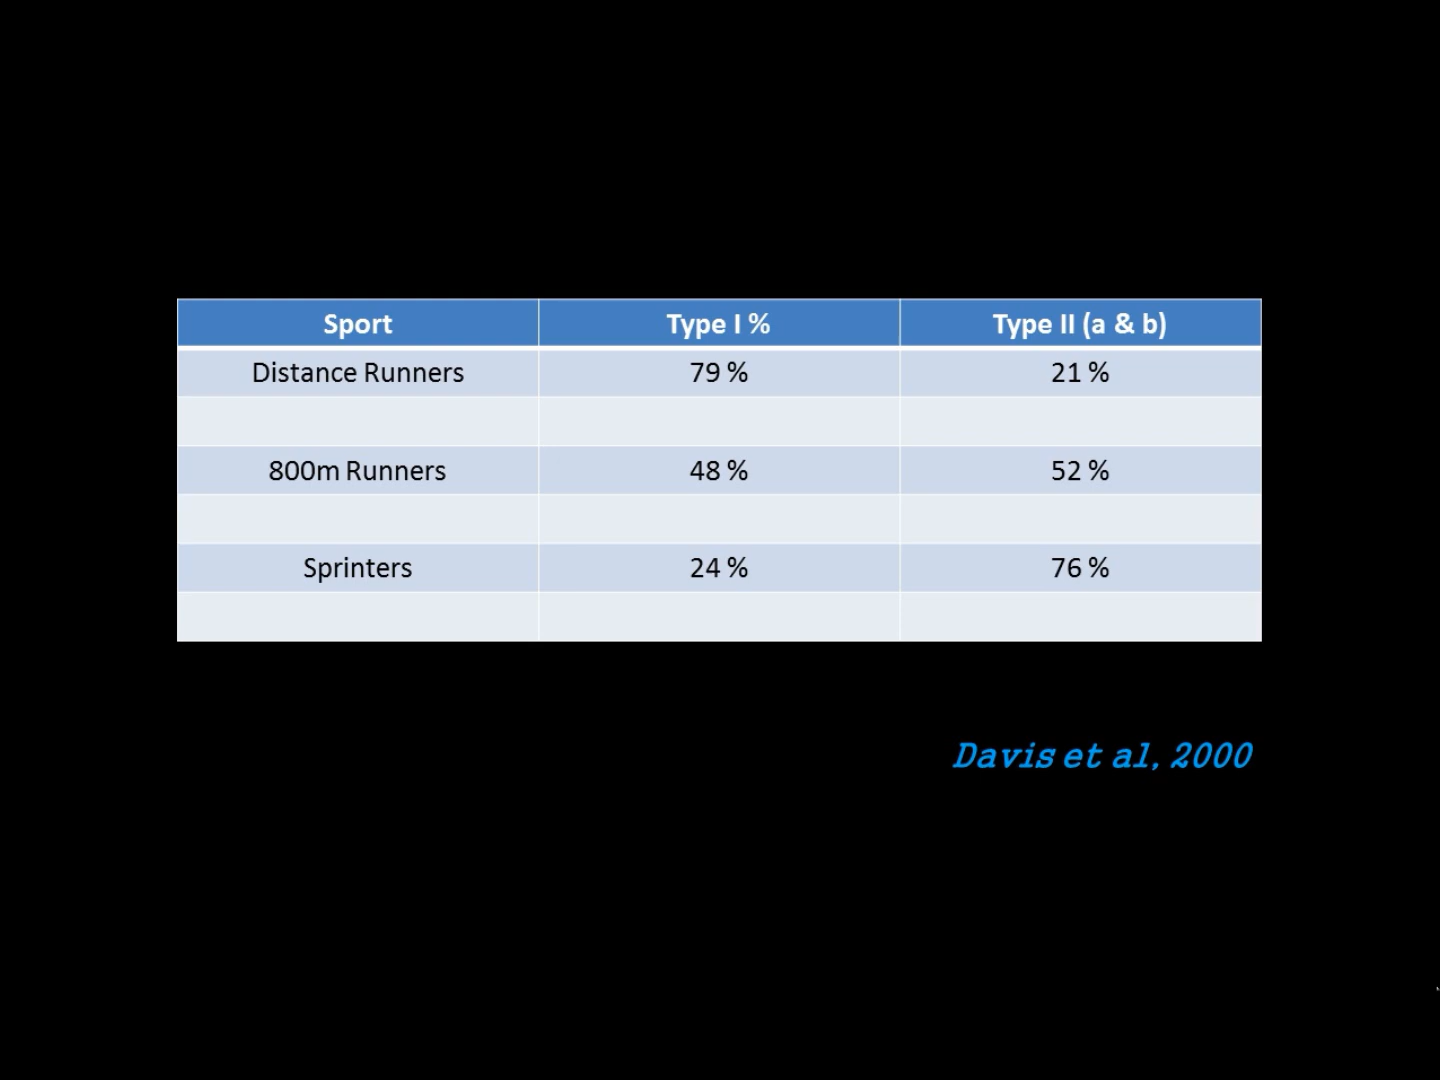 Sport Type I % Type II (a & b)
Distance Runners 79 % 21 %
800m Runners 48 % 52 %
Sprinters 24 % 76 %
Davis et al, 2000